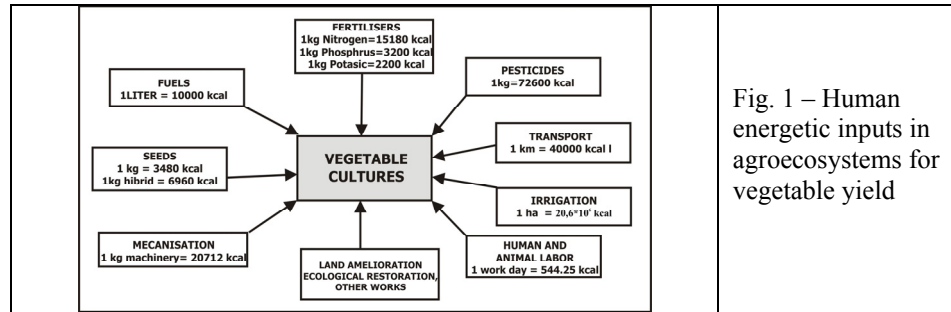 FERTILISERS
1kg Nitrogen=15180 kcal
1kg Phosphrus=3200 kcal
1kg Potasic=2200 kcal
FUELS
1LITER = 10000 kcal
PESTICIDES
1kg=72600 kcal
SEEDS
1 kg = 3480 kcal
1kg hibrid = 6960 kcal
VEGETABLE
CULTURES
TRANSPORT
1 km = 40000 kcal l
IRRIGATION
1 ha = kcal
MECANISATION
1 kg machinery= 20712 kcal
LAND AMELIORATION
ECOLOGICAL RESTORATION,
OTHER WORKS
HUMAN AND
ANIMAL LABOR
1 work day = 544.25 kcal
Fig. 1 – Human
energetic inputs in
agroecosystems for
vegetable yield